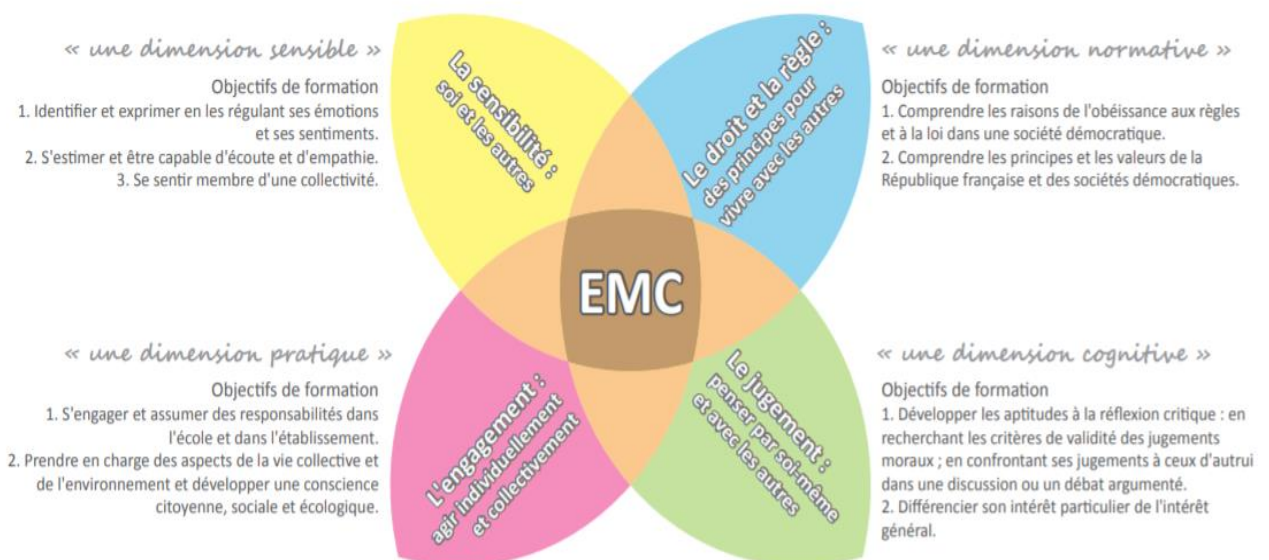 « une dimension sensible »
Objectifs de formation
1. Identifier et exprimer en les régulant ses émotions
et ses sentiments.
2. S'estimer et être capable d'écoute et d'empathie.
3. Se sentir membre d'une collectivité.
La sensibilité :
soi et les autres
Le droit et la règle :
des principes pour
vivre avec les autres
« une dimension normative »
Objectifs de formation
1. Comprendre les raisons de l'obéissance aux règles
et à la loi dans une société démocratique.
2. Comprendre les principes et les valeurs de la
République française et des sociétés démocratiques.
EMC
« une dimension pratique »
Objectifs de formation
1. S'engager et assumer des responsabilités dans
l'école et dans l'établissement.
2. Prendre en charge des aspects de la vie collective et
de l'environnement et développer une conscience
citoyenne, sociale et écologique.
L'engagement :
agir individuellement
et collectivement
Le jugement :
penser par soi-même
et avec les autres
« une dimension cognitive »
Objectifs de formation
1. Développer les aptitudes à la réflexion critique : en
recherchant les critères de validité des jugements
moraux ; en confrontant ses jugements à ceux d'autrui
dans une discussion ou un débat argumenté.
2. Différencier son intérêt particulier de l'intérêt
général.